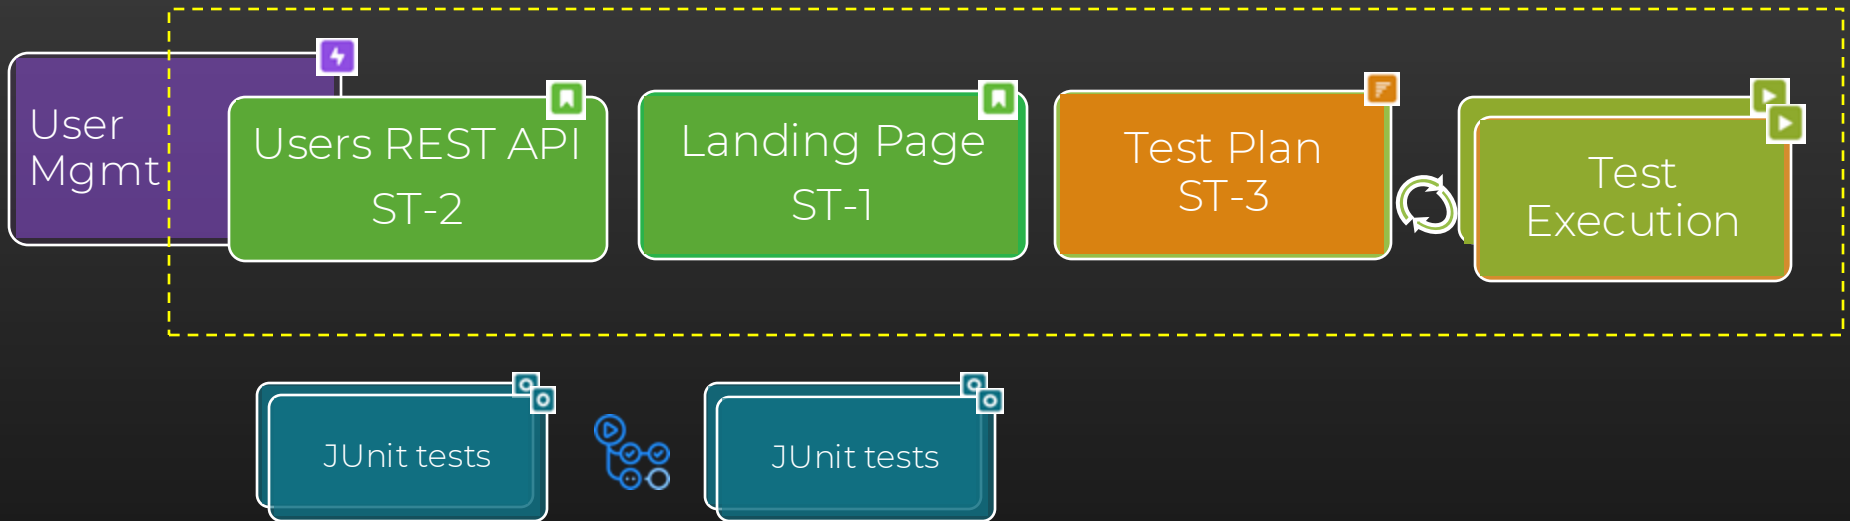 User
Mgmt
Users REST API
ST-2
Landing Page
ST-1
Test Plan
ST-3
Test
Execution
JUnit tests
JUnit tests